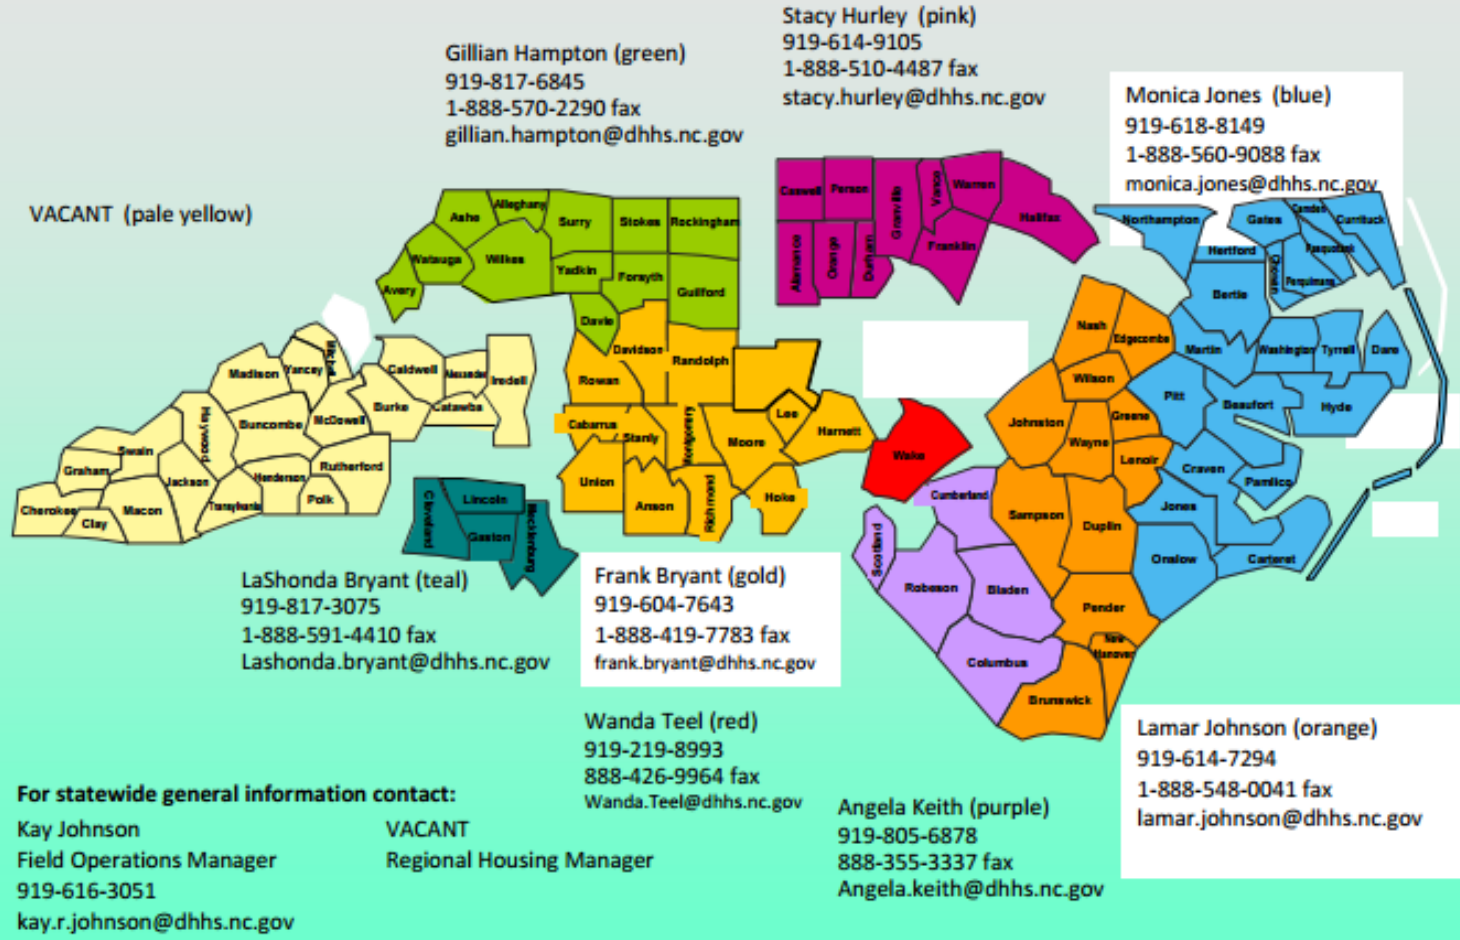 Stacy Hurley (pink)
919-614-9105
1-888-510-4487 fax
stacy.hurley@dhhs.nc.gov
Gillian Hampton (green)
919-817-6845
1-888-570-2290 fax
gillian.hampton@dhhs.nc.gov
Monica Jones (blue)
919-618-8149
1-888-560-9088 fax
monica.jones@dhhs.nc.gov
VACANT (pale yellow)
Ashe
Alleghany
Surry
Stokes
Rockingham
Watauga
Wilkes
Yadkin
Forsyth
Guilford
Avery
Davie
Caswell
Person
Granville
Vance
Warren
Halifax
Alamance
Orange
Durham
Franklin
Northampton
Gates
Camden
Currituck
Hertford
Pasquotank
Chowan
Perquimans
Bertie
Martin
Washington
Tyrrell
Dare
Pitt
Beaufort
Hyde
Craven
Pamlico
Jones
Onslow
Carteret
Madison
Yancey
Mitchell
Caldwell
Alexander
Iredell
Haywood
Buncombe
McDowell
Burke
Catawba
Swain
Graham
Jackson
Henderson
Rutherford
Cherokee
Clay
Macon
Transylvania
Polk
Davidson
Randolph
Rowan
Cabarrus
Stanly
Montgomery
Moore
Lee
Harnett
Union
Anson
Richmond
Hoke
Nash
Edgecombe
Wilson
Johnston
Greene
Wayne
Lenoir
Sampson
Duplin
Pender
New
Hanover
Brunswick
Wake
Cumberland
Scotland
Robeson
Bladen
Columbus
Cleveland
Lincoln
Gaston
Mecklenburg
LaShonda Bryant (teal)
919-817-3075
1-888-591-4410 fax
Lashonda.bryant@dhhs.nc.gov
Frank Bryant (gold)
919-604-7643
1-888-419-7783 fax
frank.bryant@dhhs.nc.gov
Wanda Teel (red)
919-219-8993
888-426-9964 fax
Wanda.Teel@dhhs.nc.gov
Lamar Johnson (orange)
919-614-7294
1-888-548-0041 fax
lamar.johnson@dhhs.nc.gov
Angela Keith (purple)
919-805-6878
888-355-3337 fax
Angela.keith@dhhs.nc.gov
For statewide general information contact:
Kay Johnson
Field Operations Manager
919-616-3051
kay.r.johnson@dhhs.nc.gov
VACANT
Regional Housing Manager